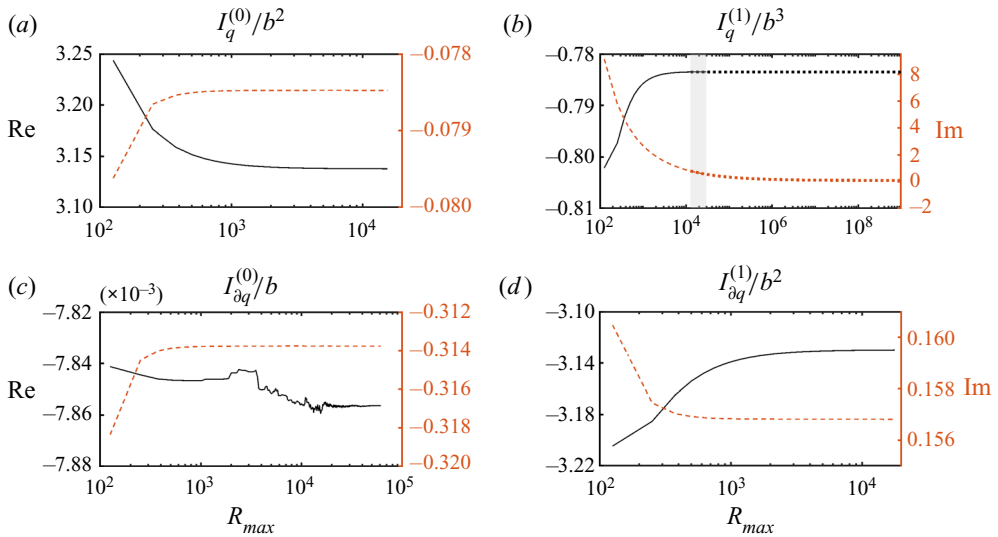 (a) I_q^{(0)}/b^2 (b) I_q^{(1)}/b^3
3.25 −0.078 −0.78 8
3.20 −0.079 −0.79 6
Re 4 Im
3.15 −0.80 2
0
3.10 −0.080 −0.81 −2
10^2 10^3 10^4 10^2 10^4 10^6 10^8
(c) (×10^{−3}) I_{∂q}^{(0)}/b (d) I_{∂q}^{(1)}/b^2
−7.82 −0.312 −3.10 0.160
−7.84 −0.314 −3.14
Re −0.316 0.158 Im
−7.86 −0.318 −3.18 0.156
−7.88 −0.320 −3.22
10^2 10^3 10^4 10^5 10^2 10^3 10^4
R_{max} R_{max}